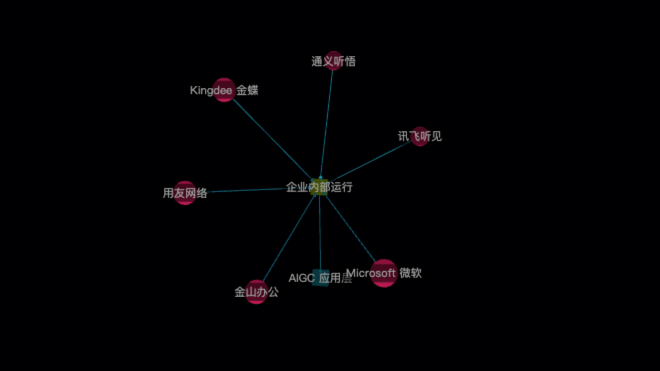 通义听悟
Kingdee 金蝶
讯飞听见
企业内部运行
用友网络
Microsoft 微软
AIGC 应用层
金山办公